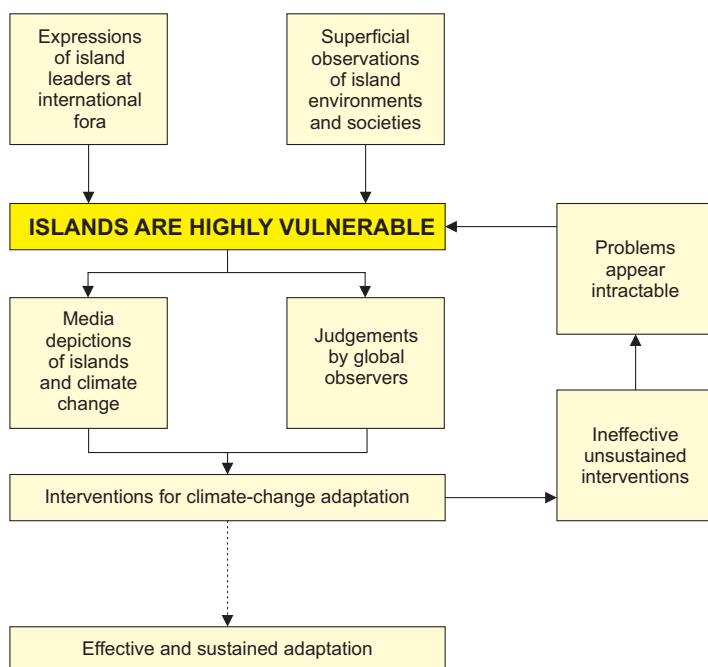 Expressions
of island
leaders at
international
fora
Superficial
observations
of island
environments
and societies
ISLANDS ARE HIGHLY VULNERABLE
Problems
appear
intractable
Media
depictions
of islands
and climate
change
Judgements
by global
observers
Ineffective
unsustained
interventions
Interventions for climate-change adaptation
Effective and sustained adaptation